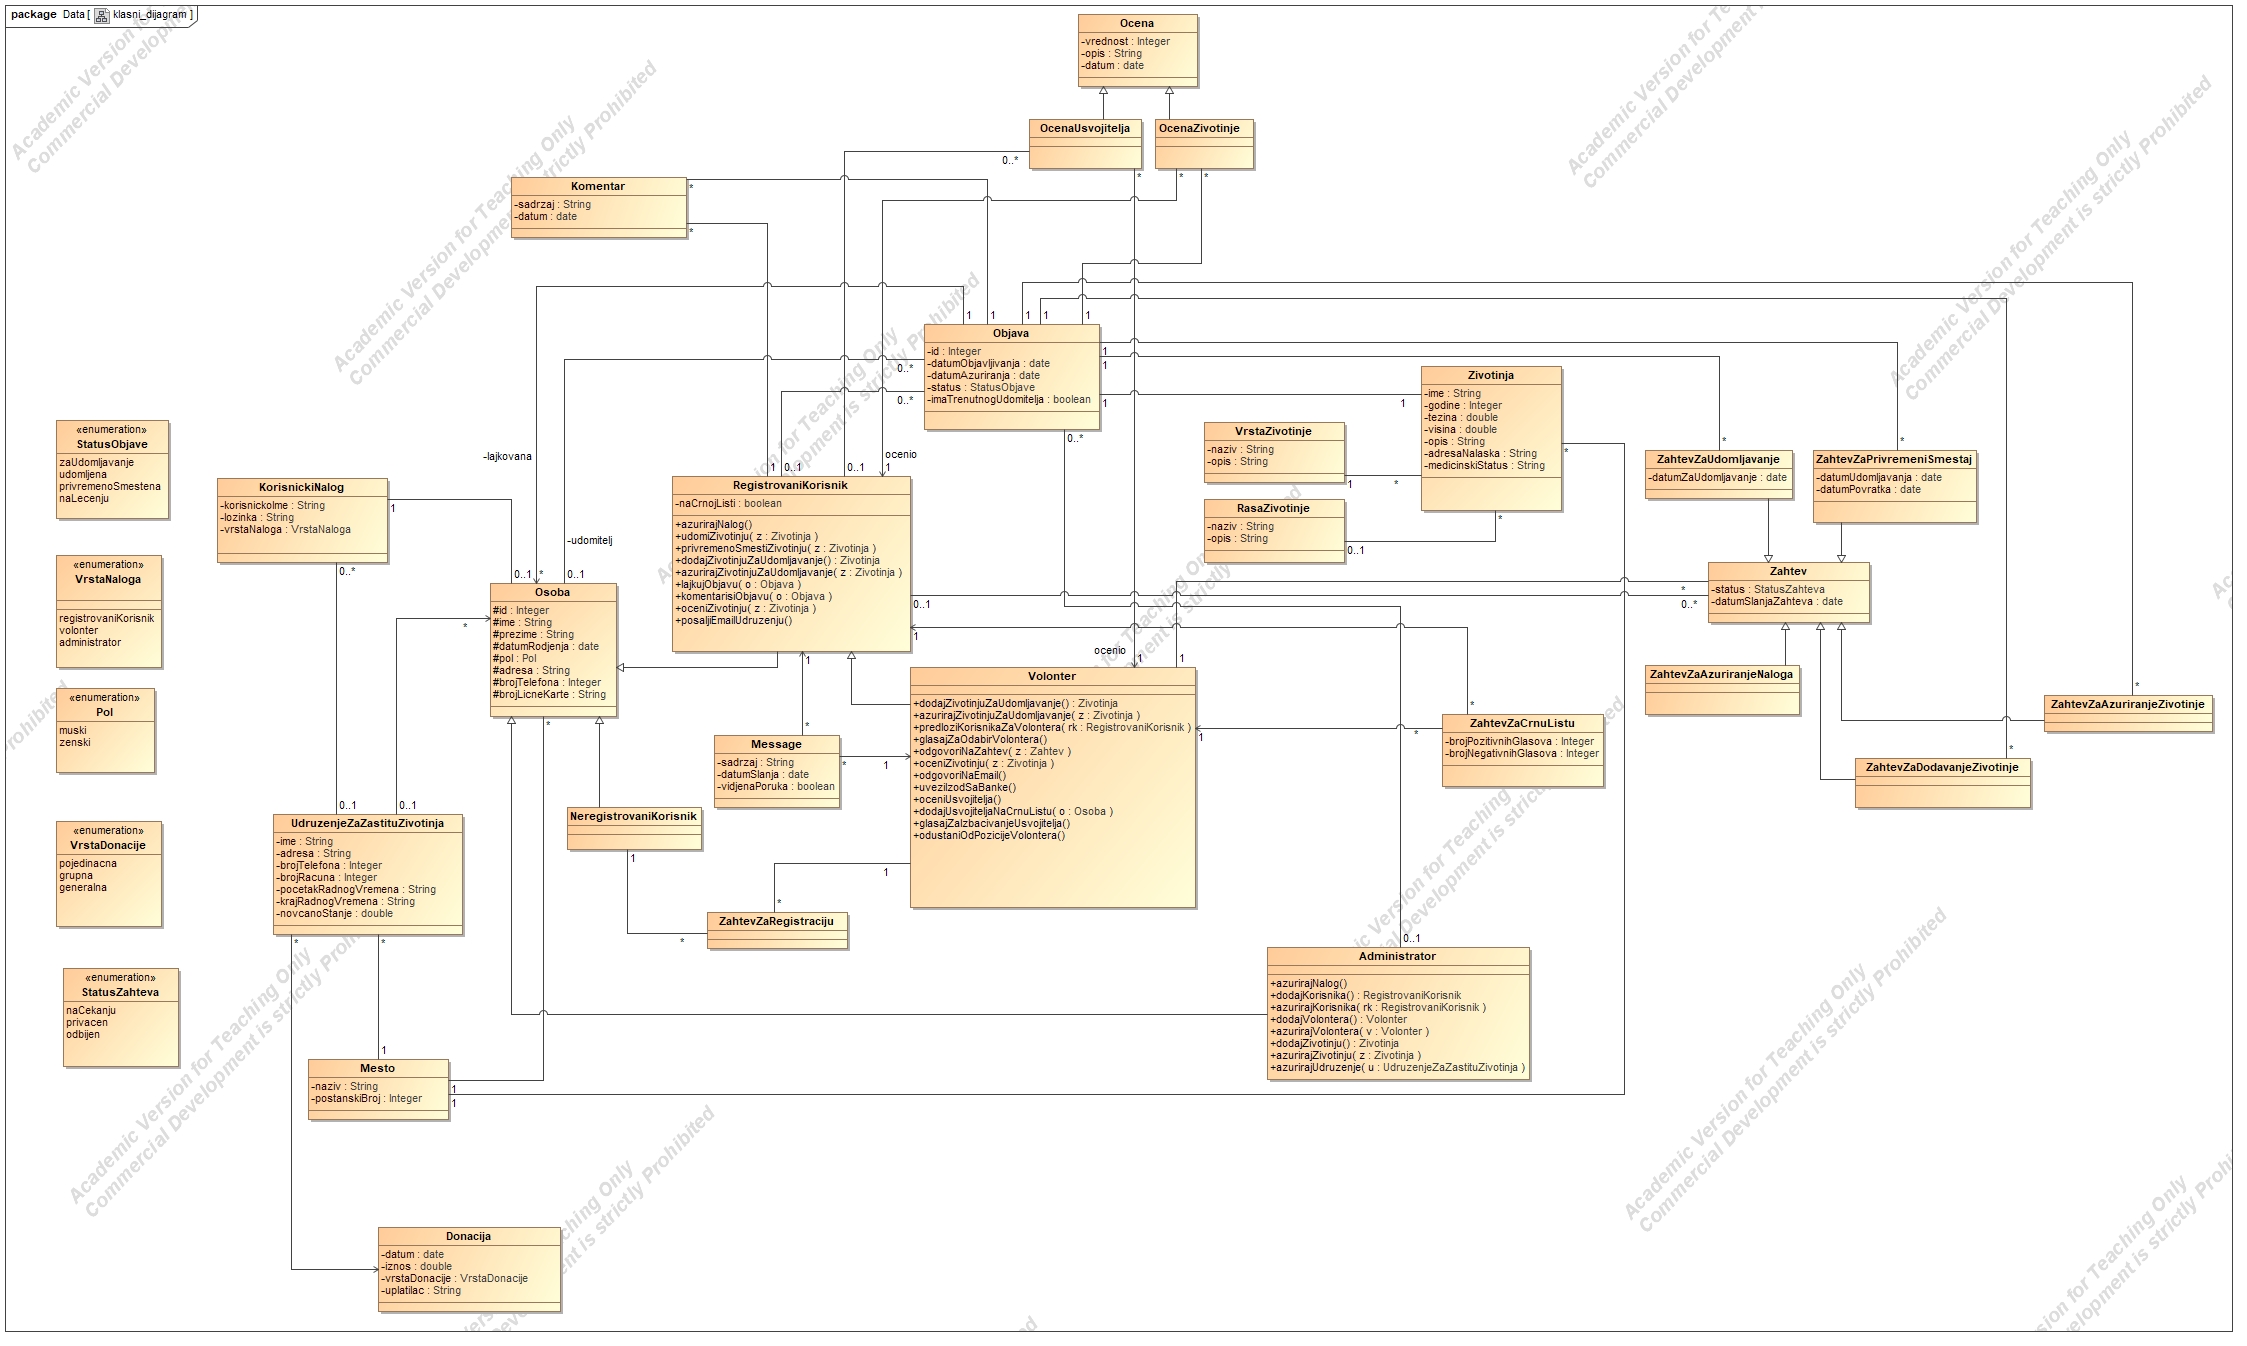 package Data [ klasni_dijagram ]
Ocena
-vrednost : Integer
-opis : String
-datum : date
OcenaUsvojitelja
OcenaZivotinje
0..*
*
*
*
Komentar
-sadrzaj : String
-datum : date
*
*
1
1
1
1
1
Objava
-id : Integer
-datumObjavljivanja : date
-datumAzuriranja : date
-status : StatusObjave
-imaTrenutnogUdomitelja : boolean
0..*
0..*
1
1
1
0..*
1
Zivotinja
-ime : String
-godine : Integer
-tezina : double
-visina : double
-opis : String
-adresaNalaska : String
-medicinskiStatus : String
*
*
*
VrstaZivotinje
-naziv : String
-opis : String
1
RasaZivotinje
-naziv : String
-opis : String
0..1
*
ZahtevZaUdomljavanje
-datumZaUdomljavanje : date
*
ZahtevZaPrivremeniSmestaj
-datumUdomljavanja : date
-datumPovratka : date
«enumeration»
StatusObjave
zaUdomljavanje
udomljena
privremenoSmestena
naLecenju
«enumeration»
VrstaNaloga
registrovaniKorisnik
volonter
administrator
«enumeration»
Pol
muski
zenski
«enumeration»
VrstaDonacije
pojedinacna
grupna
generalna
«enumeration»
StatusZahteva
naCekanju
privacen
odbijen
KorisnickiNalog
-korisnickoIme : String
-lozinka : String
-vrstaNaloga : VrstaNaloga
1
0..*
-lajkovana
-udomitelj
0..1
*
0..1
Osoba
#id : Integer
#ime : String
#prezime : String
#datumRodjenja : date
#pol : Pol
#adresa : String
#brojTelefona : Integer
#brojLicneKarte : String
*
*
1
0..1
0..1
1
ocenio
RegistrovaniKorisnik
-naCrnojListi : boolean
+azurirajNalog()
+udomiZivotinju( z : Zivotinja )
+privremenoSmestiZivotinju( z : Zivotinja )
+dodajZivotinjuZaUdomljavanje() : Zivotinja
+azurirajZivotinjuZaUdomljavanje( z : Zivotinja )
+lajkujObjavu( o : Objava )
+komentarisiObjavu( o : Objava )
+oceniZivotinju( z : Zivotinja )
+posaljiEmailUdruzenju()
0..1
1
1
Zahtev
-status : StatusZahteva
-datumSlanjaZahteva : date
*
0..*
ocenio
1
1
Volonter
+dodajZivotinjuZaUdomljavanje() : Zivotinja
+azurirajZivotinjuZaUdomljavanje( z : Zivotinja )
+predloziKorisnikaZaVolontera( rk : RegistrovaniKorisnik )
+glasajZaOdabirVolontera()
+odgovoriNaZahtev( z : Zahtev )
+oceniZivotinju( z : Zivotinja )
+odgovoriNaEmail()
+uveziIzvodSaBanke()
+oceniUsvojitelja()
+dodajUsvojiteljaNaCrnuListu( o : Osoba )
+glasajZaIzbacivanjeUsvojitelja()
+odustaniOdPozicijeVolontera()
1
1
1
ZahtevZaAzuriranjeNaloga
*
ZahtevZaAzuriranjeZivotinje
*
*
ZahtevZaCrnuListu
-brojPozitivnihGlasova : Integer
-brojNegativnihGlasova : Integer
*
ZahtevZaDodavanjeZivotinje
*
*
Message
-sadrzaj : String
-datumSlanja : date
-vidjenaPoruka : boolean
NeregistrovaniKorisnik
1
*
*
ZahtevZaRegistraciju
0..1
0..1
UdruzenjeZaZastituZivotinja
-ime : String
-adresa : String
-brojTelefona : Integer
-brojRacuna : Integer
-pocetakRadnogVremena : String
-krajRadnogVremena : String
-novcanoStanje : double
*
*
1
Mesto
-naziv : String
-postanskiBroj : Integer
1
1
0..1
Administrator
+azurirajNalog()
+dodajKorisnika() : RegistrovaniKorisnik
+azurirajKorisnika( rk : RegistrovaniKorisnik )
+dodajVolontera() : Volonter
+azurirajVolontera( v : Volonter )
+dodajZivotinju() : Zivotinja
+azurirajZivotinju( z : Zivotinja )
+azurirajUdruzenje( u : UdruzenjeZaZastituZivotinja )
Donacija
-datum : date
-iznos : double
-vrstaDonacije : VrstaDonacije
-uplatilac : String
Academic Version for Teaching Only
Commercial Development is strictly Prohibited